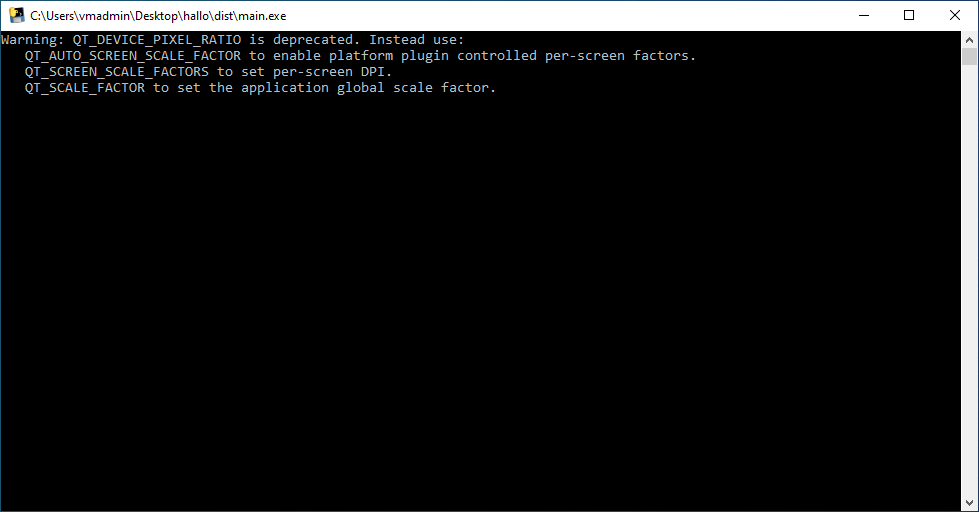 C:\Users\vmadmin\Desktop\hallo\dist\main.exe
Warning: QT_DEVICE_PIXEL_RATIO is deprecated. Instead use:
   QT_AUTO_SCREEN_SCALE_FACTOR to enable platform plugin controlled per-screen factors.
   QT_SCREEN_SCALE_FACTORS to set per-screen DPI.
   QT_SCALE_FACTOR to set the application global scale factor.